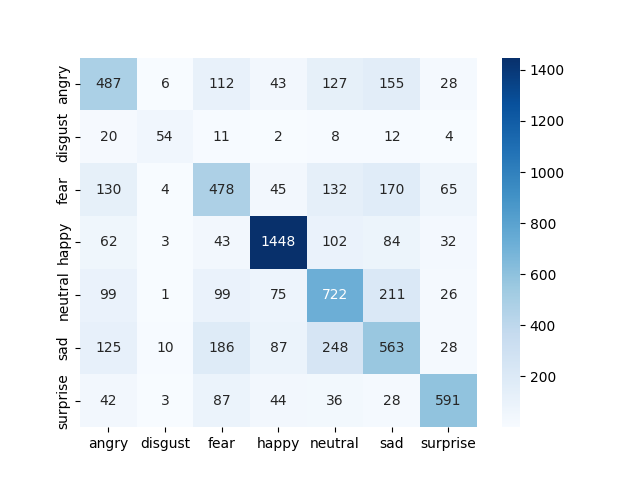 angry 487 6 112 43 127 155 28
disgust 20 54 11 2 8 12 4
fear 130 4 478 45 132 170 65
happy 62 3 43 1448 102 84 32
neutral 99 1 99 75 722 211 26
sad 125 10 186 87 248 563 28
surprise 42 3 87 44 36 28 591
angry disgust fear happy neutral sad surprise
1400
1200
1000
800
600
400
200